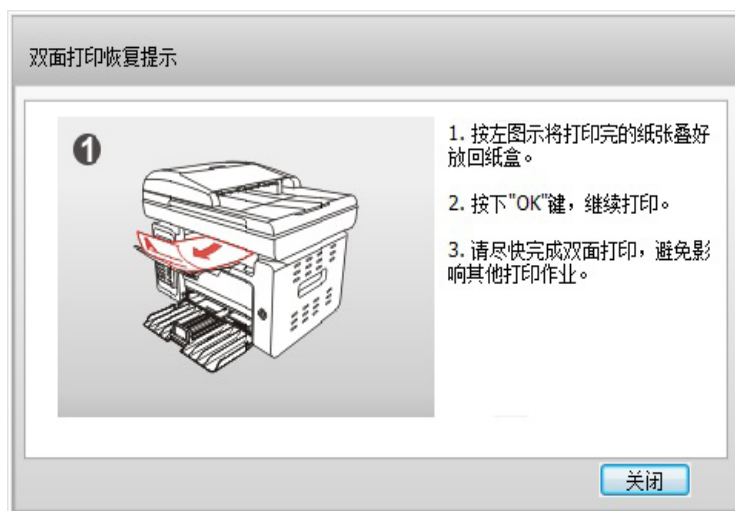 双面打印恢复提示
1
1. 按左图示将打印完的纸张叠好
放回纸盒。
2. 按下"OK"键，继续打印。
3. 请尽快完成双面打印，避免影
响其他打印作业。
关闭